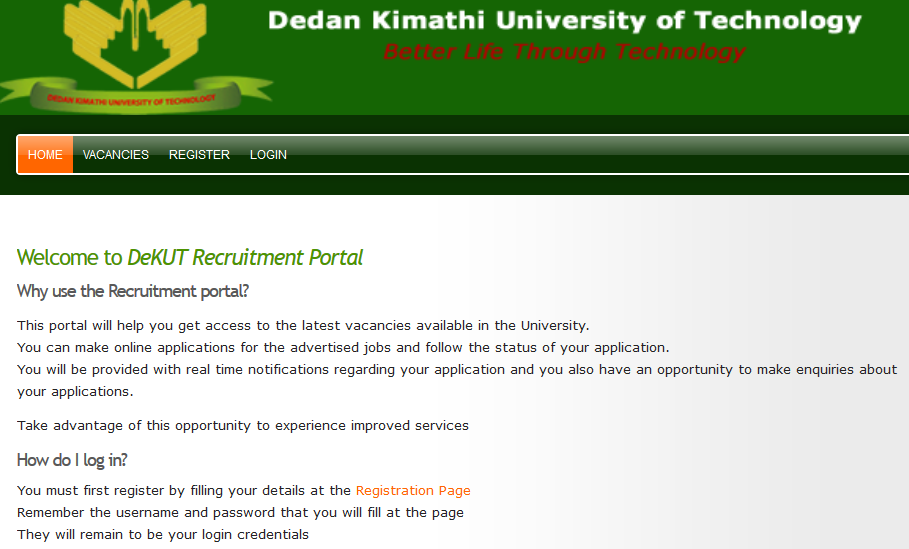 Dedan Kimathi University of Technology
Better Life Through Technology
DEDAN KIMATHI UNIVERSITY OF TECHNOLOGY
HOME VACANCIES REGISTER LOGIN
Welcome to DeKUT Recruitment Portal
Why use the Recruitment portal?
This portal will help you get access to the latest vacancies available in the University.
You can make online applications for the advertised jobs and follow the status of your application.
You will be provided with real time notifications regarding your application and you also have an opportunity to make enquiries about
your applications.
Take advantage of this opportunity to experience improved services
How do I log in?
You must first register by filling your details at the Registration Page
Remember the username and password that you will fill at the page
They will remain to be your login credentials